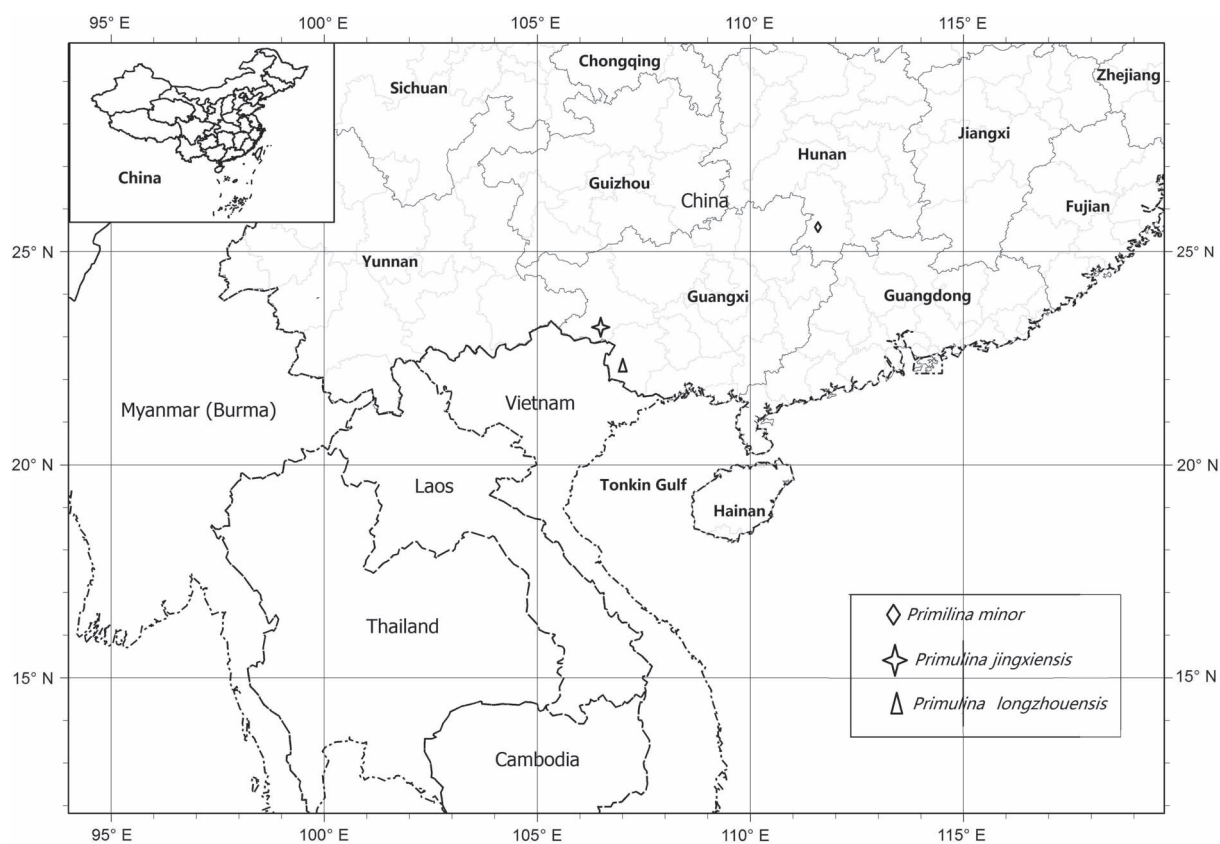 95° E 100° E 105° E 110° E 115° E
Chongqing
Zhejiang
Sichuan
Jiangxi
Hunan
China
Guizhou
China
Fujian
25° N 25° N
Yunnan
Guangxi
Guangdong
Vietnam
Myanmar (Burma)
20° N 20° N
Laos
Tonkin Gulf
Hainan
Primilina minor
Thailand
Primulina jingxiensis
15° N 15° N
Primulina longzhouensis
Cambodia
95° E 100° E 105° E 110° E 115° E